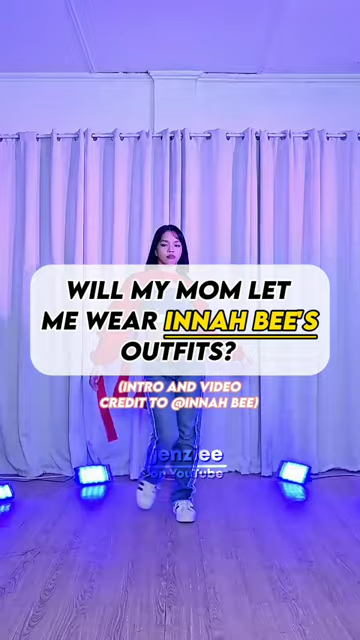 WILL MY MOM LET
ME WEAR INNAH BEE'S
OUTFITS?
(INTRO AND VIDEO
CREDIT TO @INNAH BEE)
jenzlee
on YouTube